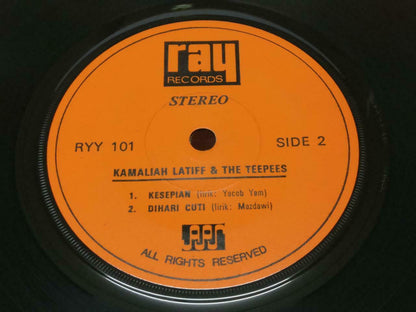 ray
RECORDS
STEREO
RYY 101
SIDE 2
KAMALIAH LATIFF & THE TEEPEES
1. KESEPIAN (lirik: Yacob Yam)
2. DIHARI CUTI (lirik: Mazdawi)
ALL RIGHTS RESERVED